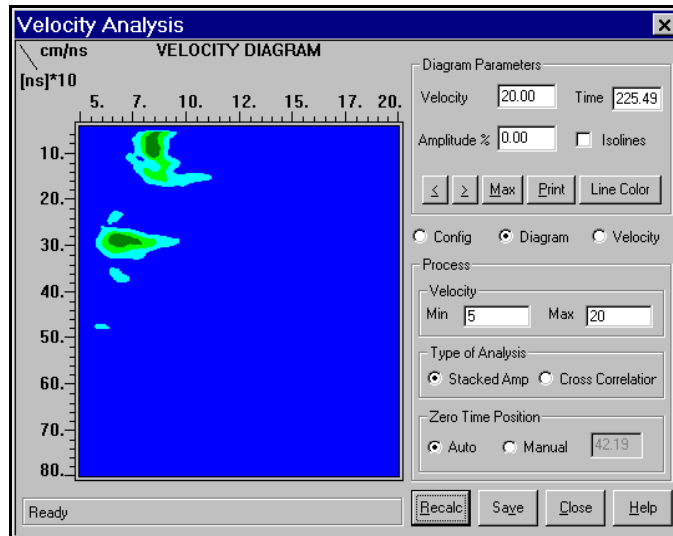 Velocity Analysis
cm/ns VELOCITY DIAGRAM
[ns]*10
5. 7. 10. 12. 15. 17. 20.
10.
20.
30.
40.
50.
60.
70.
80.
Ready
Diagram Parameters
Velocity 20.00 Time 225.49
Amplitude % 0.00 Isolines
< > Max Print Line Color
Config Diagram Velocity
Process
Velocity
Min 5 Max 20
Type of Analysis
Stacked Amp Cross Correlation
Zero Time Position
Auto Manual 42.19
Recalc Save Close Help